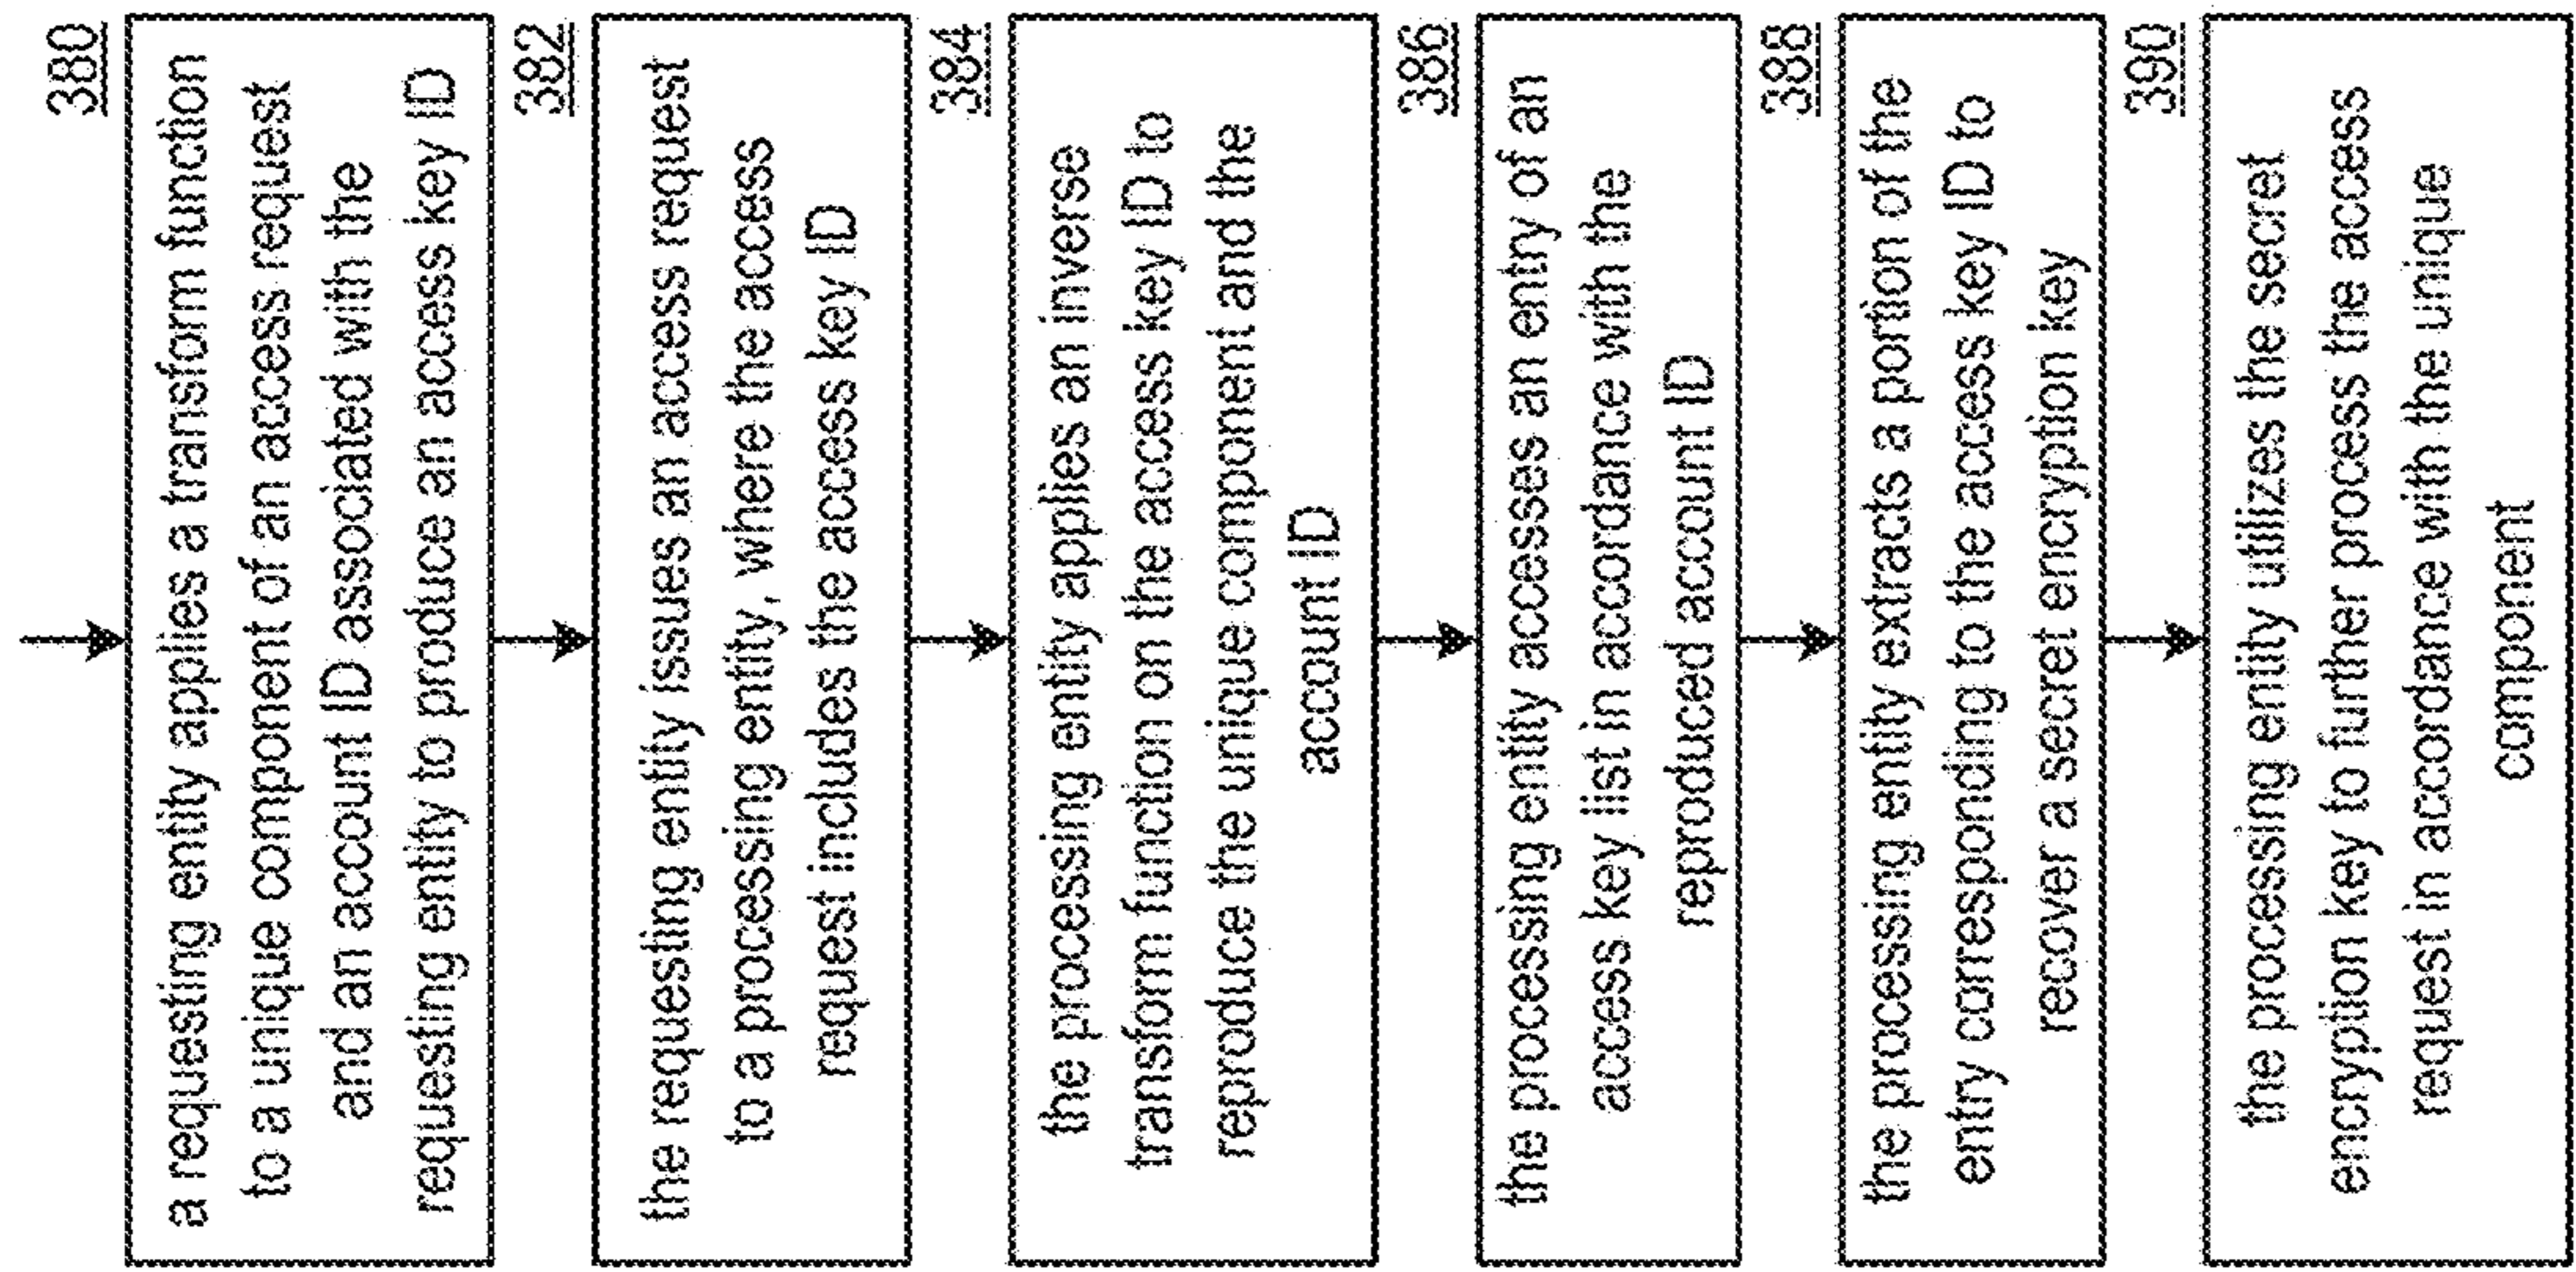 380
a requesting entity applies a transform function
to a unique component of an access request
and an account ID associated with the
requesting entity to produce an access key ID
382
the requesting entity issues an access request
to a processing entity, where the access
request includes the access key ID
384
the processing entity applies an inverse
transform function on the access key ID to
reproduce the unique component and the
account ID
386
the processing entity accesses an entry of an
access key list in accordance with the
reproduced account ID
388
the processing entity extracts a portion of the
entry corresponding to the access key ID to
recover a secret encryption key
390
the processing entity utilizes the secret
encryption key to further process the access
request in accordance with the unique
component